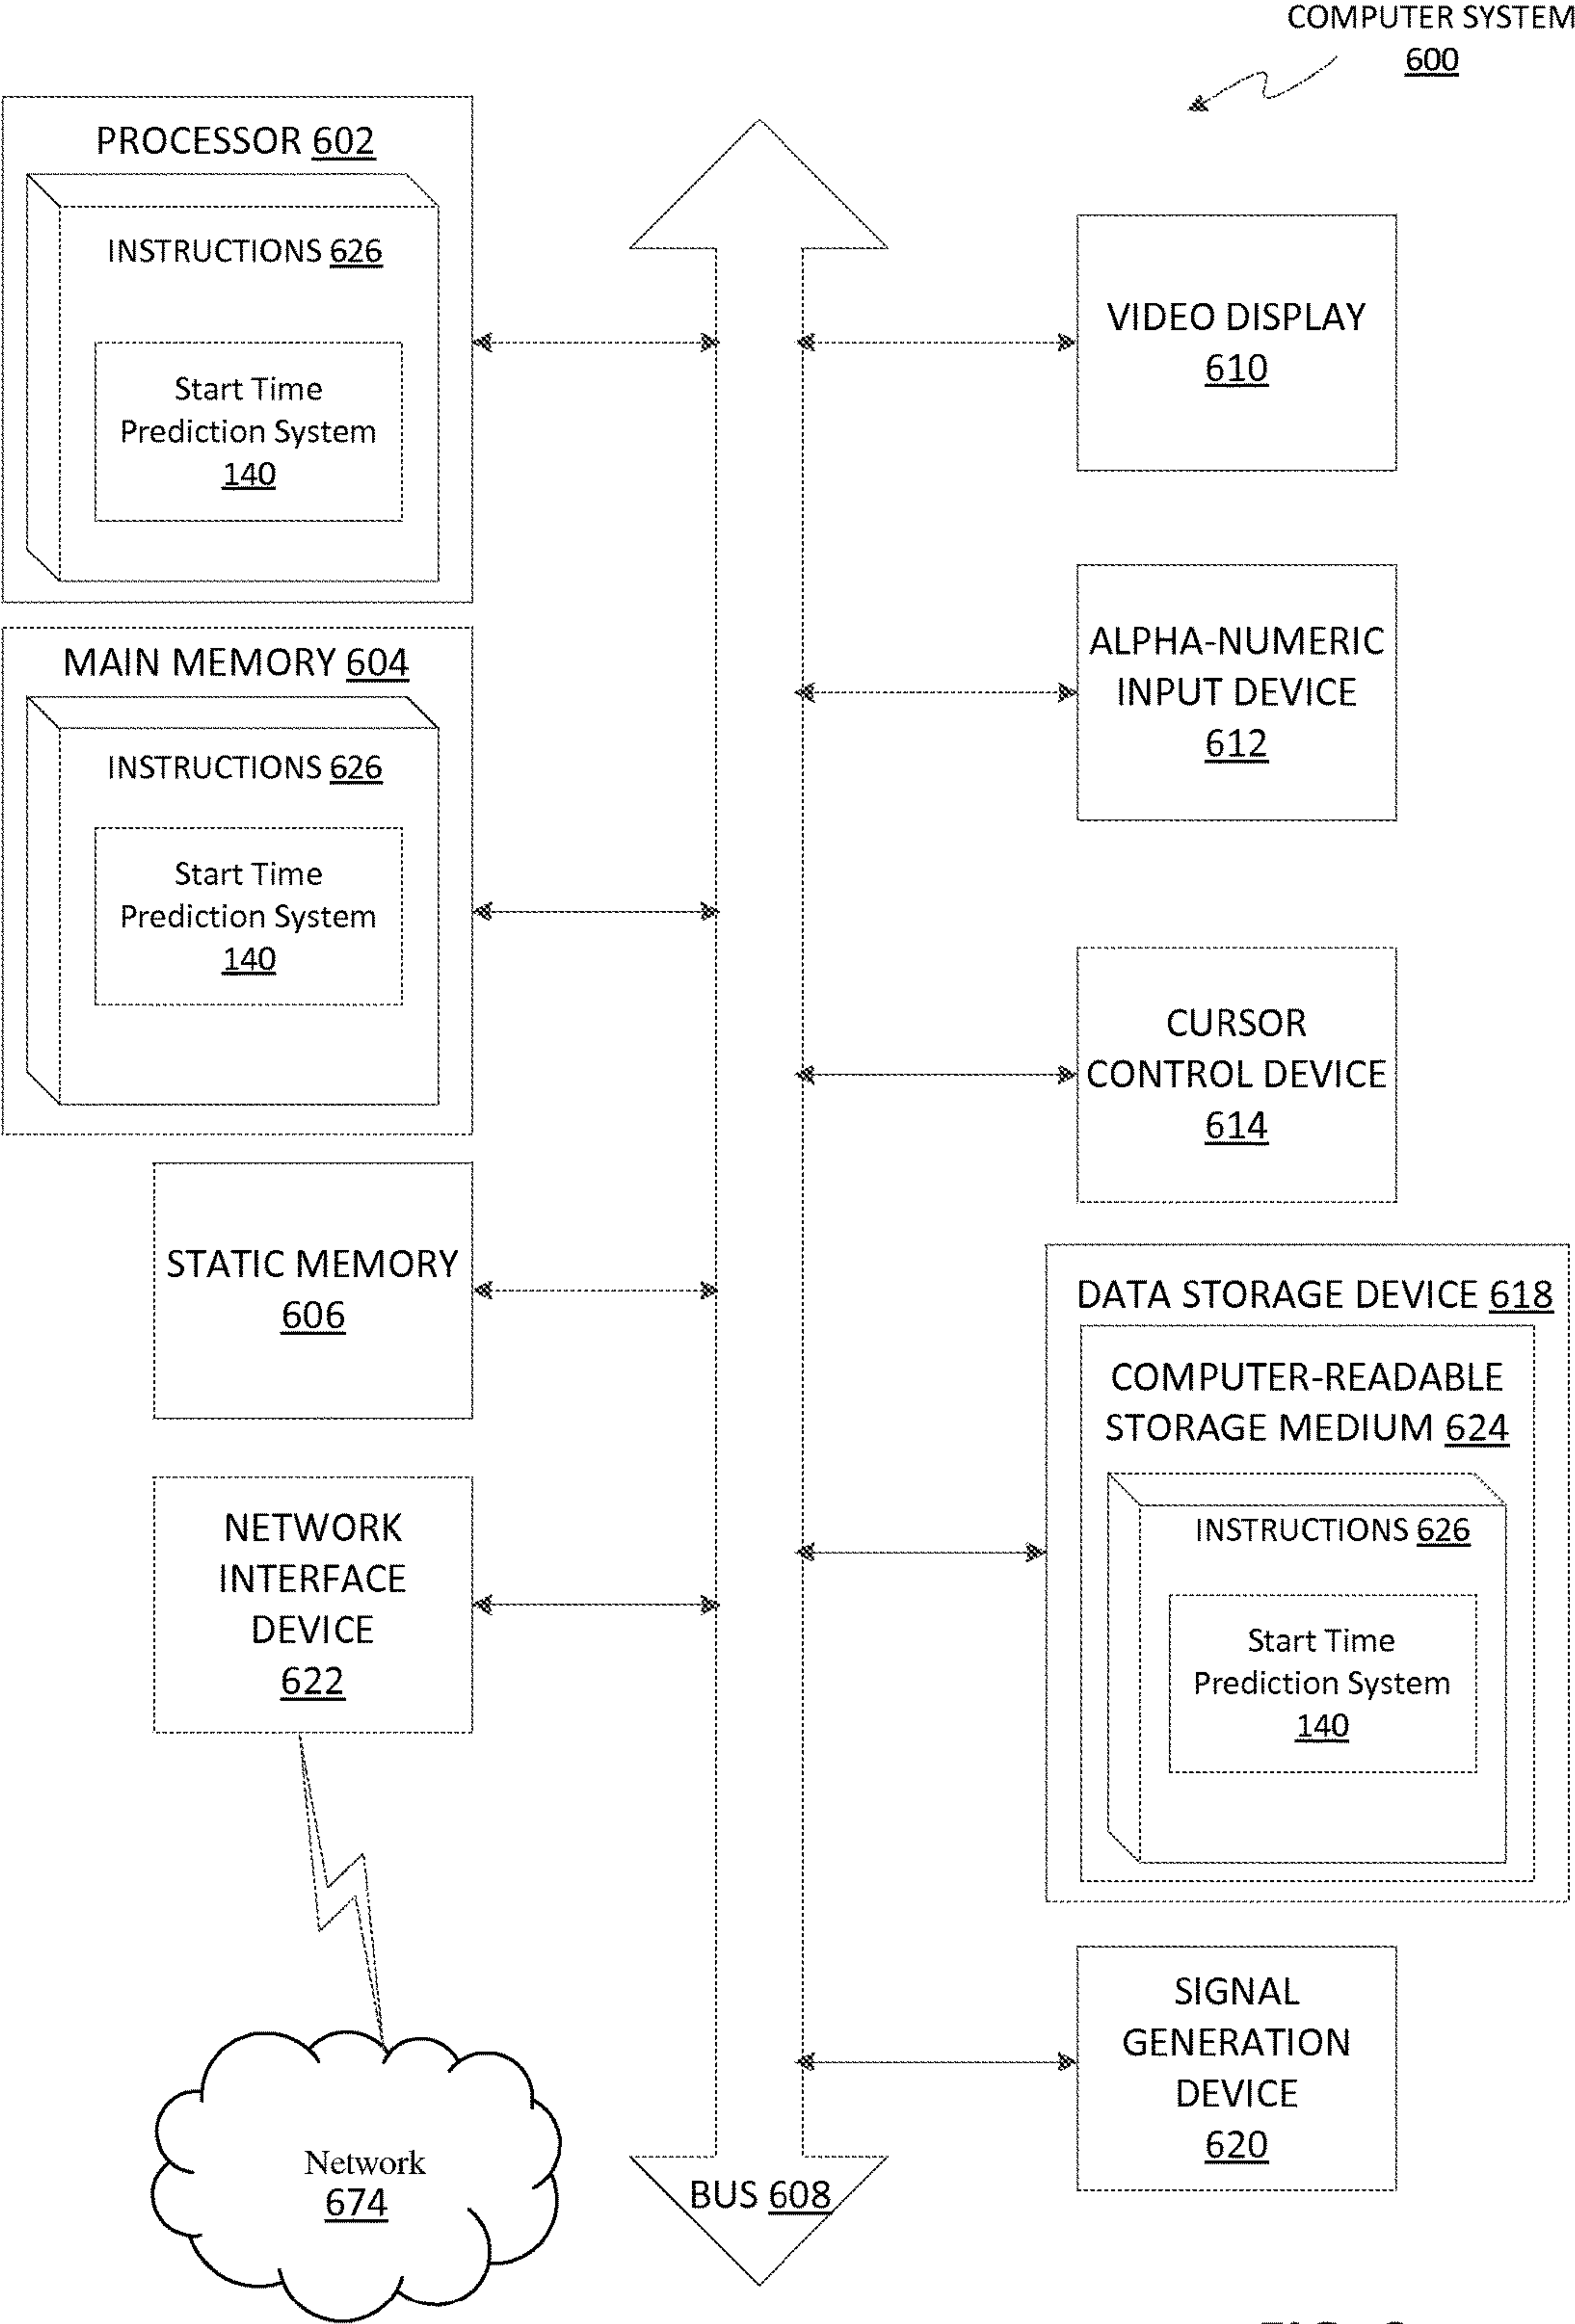 COMPUTER SYSTEM
600
PROCESSOR 602
INSTRUCTIONS 626
Start Time
Prediction System
140
MAIN MEMORY 604
INSTRUCTIONS 626
Start Time
Prediction System
140
STATIC MEMORY
606
NETWORK
INTERFACE
DEVICE
622
Network
674
BUS 608
VIDEO DISPLAY
610
ALPHA-NUMERIC
INPUT DEVICE
612
CURSOR
CONTROL DEVICE
614
DATA STORAGE DEVICE 618
COMPUTER-READABLE
STORAGE MEDIUM 624
INSTRUCTIONS 626
Start Time
Prediction System
140
SIGNAL
GENERATION
DEVICE
620